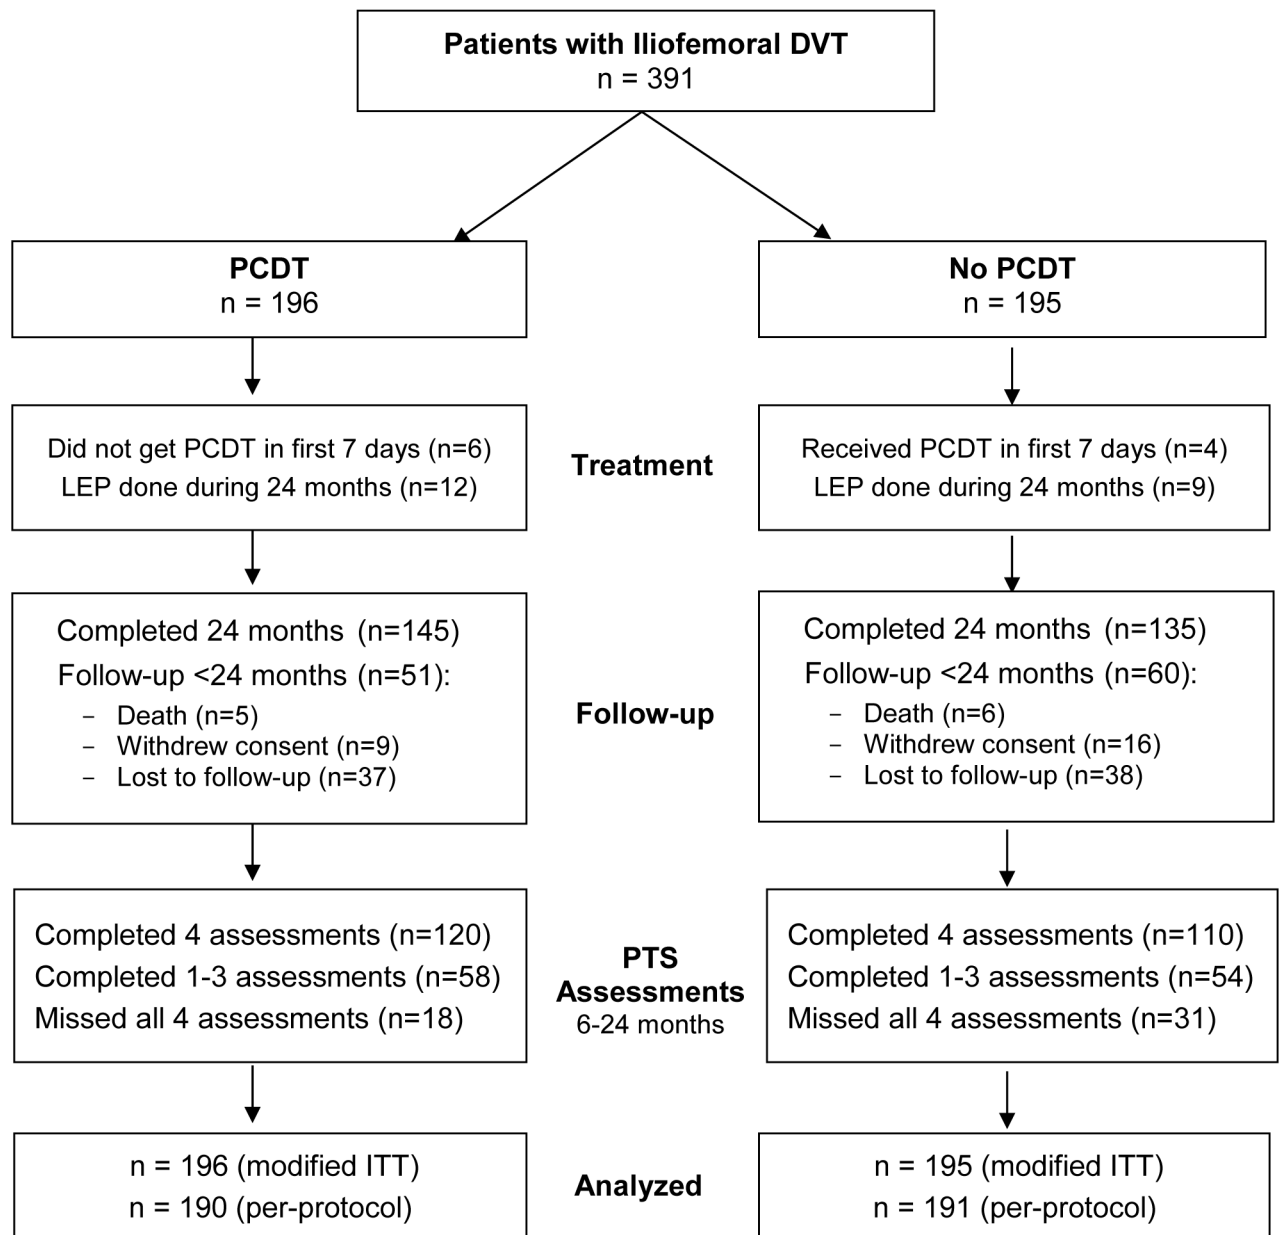 Patients with Iliofemoral DVT
n = 391
PCDT
n = 196
No PCDT
n = 195
Did not get PCDT in first 7 days (n=6)
LEP done during 24 months (n=12)
Treatment
Received PCDT in first 7 days (n=4)
LEP done during 24 months (n=9)
Completed 24 months (n=145)
Follow-up <24 months (n=51):
– Death (n=5)
– Withdrew consent (n=9)
– Lost to follow-up (n=37)
Follow-up
Completed 24 months (n=135)
Follow-up <24 months (n=60):
– Death (n=6)
– Withdrew consent (n=16)
– Lost to follow-up (n=38)
Completed 4 assessments (n=120)
Completed 1-3 assessments (n=58)
Missed all 4 assessments (n=18)
PTS
Assessments
6-24 months
Completed 4 assessments (n=110)
Completed 1-3 assessments (n=54)
Missed all 4 assessments (n=31)
n = 196 (modified ITT)
n = 190 (per-protocol)
Analyzed
n = 195 (modified ITT)
n = 191 (per-protocol)